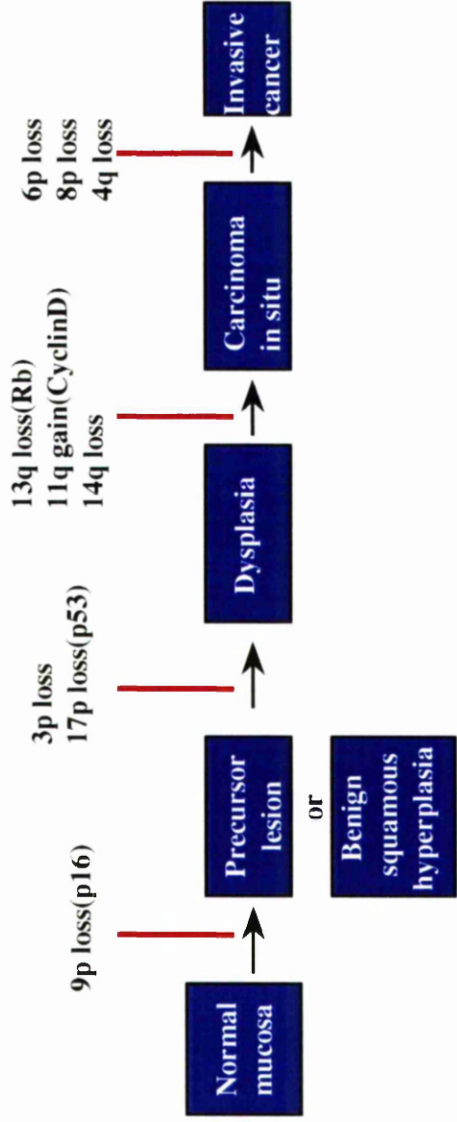 9p loss(p16)
3p loss
17p loss(p53)
13q loss(Rb)
11q gain(CyclinD)
14q loss
6p loss
8p loss
4q loss
Normal
mucosa
Precursor
lesion
or
Benign
squamous
hyperplasia
Dysplasia
Carcinoma
in situ
Invasive
cancer